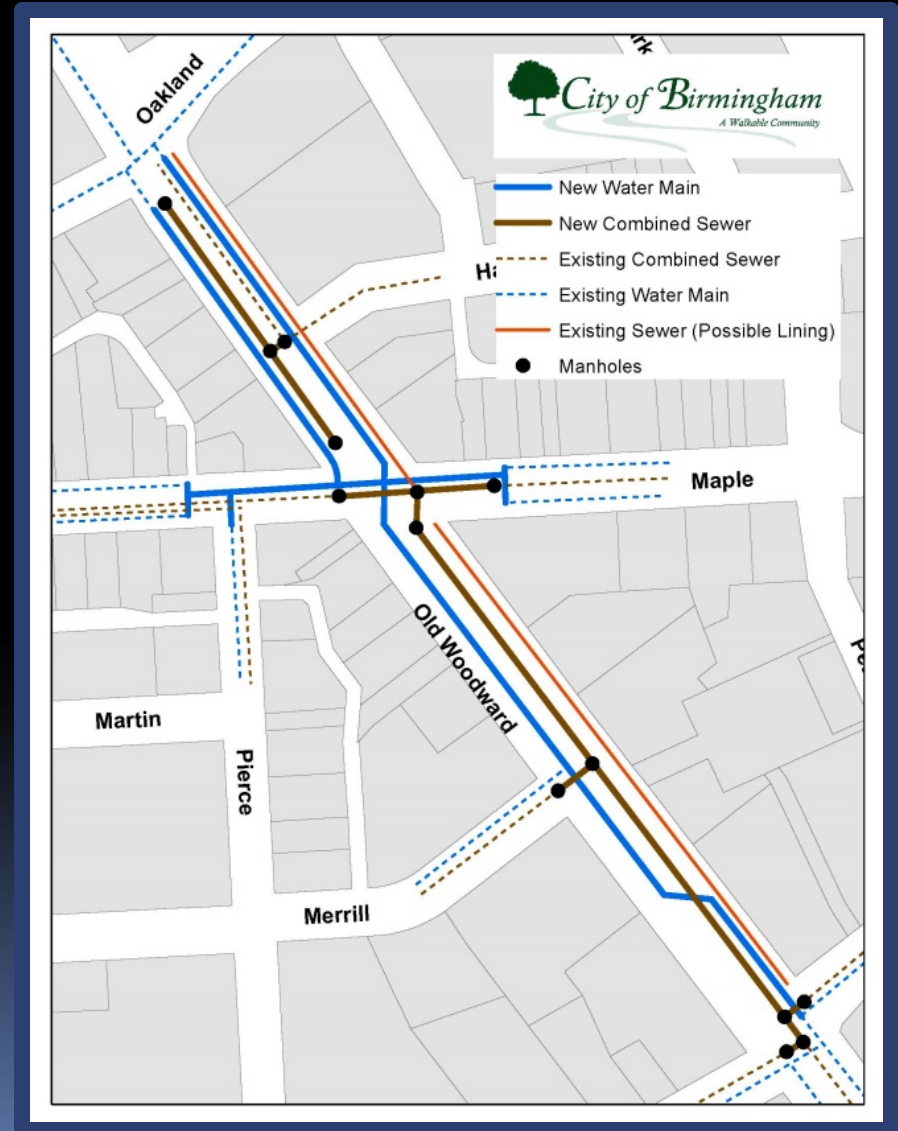 Oakland
City of Birmingham
A Walkable Community
New Water Main
New Combined Sewer
Existing Combined Sewer
Existing Water Main
Existing Sewer (Possible Lining)
Manholes
Maple
Old Woodward
Martin
Pierce
Merrill